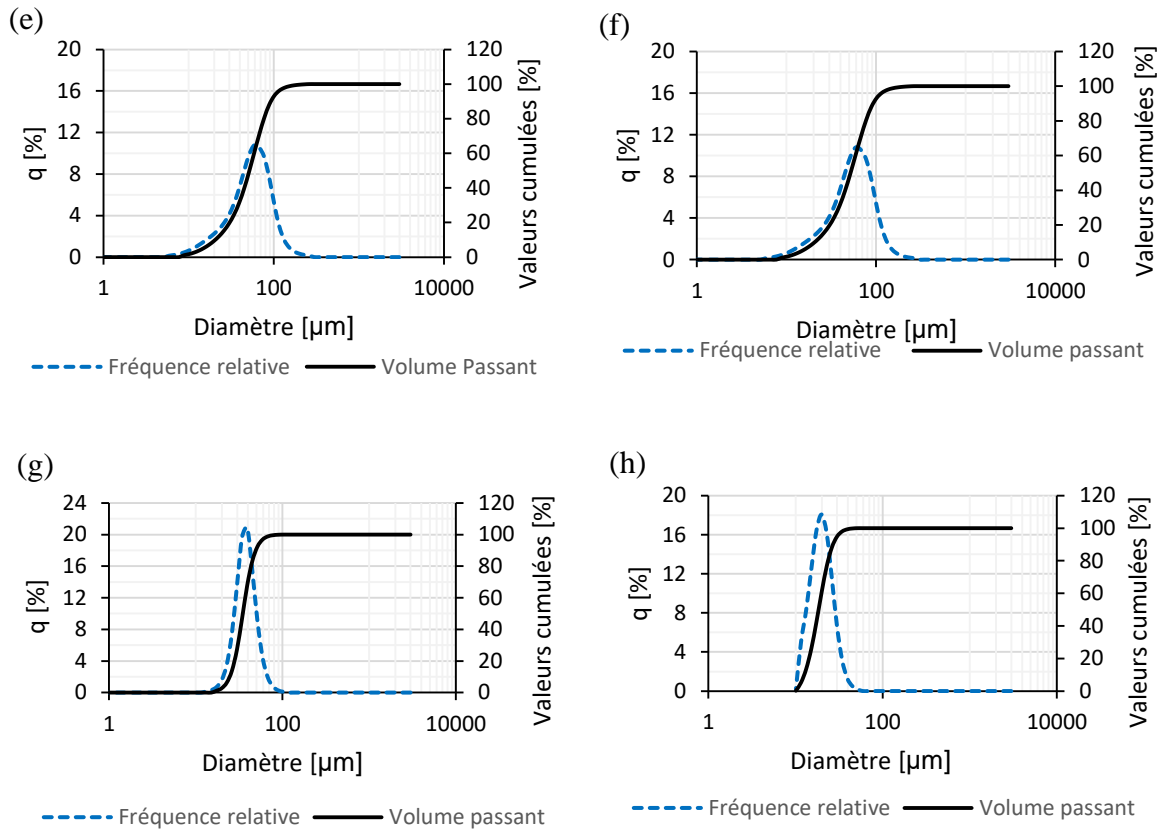 (e)
20
16
12
8
4
0
q [%]
120
100
80
60
40
20
0
Valeurs cumulées [%]
1
100
10000
Diamètre [µm]
Fréquence relative
Volume Passant
(f)
20
16
12
8
4
0
q [%]
120
100
80
60
40
20
0
Valeurs cumulées [%]
1
100
10000
Diamètre [µm]
Fréquence relative
Volume passant
(g)
24
20
16
12
8
4
0
q [%]
120
100
80
60
40
20
0
Valeurs cumulées [%]
1
100
10000
Diamètre [µm]
Fréquence relative
Volume passant
(h)
20
16
12
8
4
0
q [%]
120
100
80
60
40
20
0
Valeurs cumulées [%]
1
100
10000
Diamètre [µm]
Fréquence relative
Volume passant